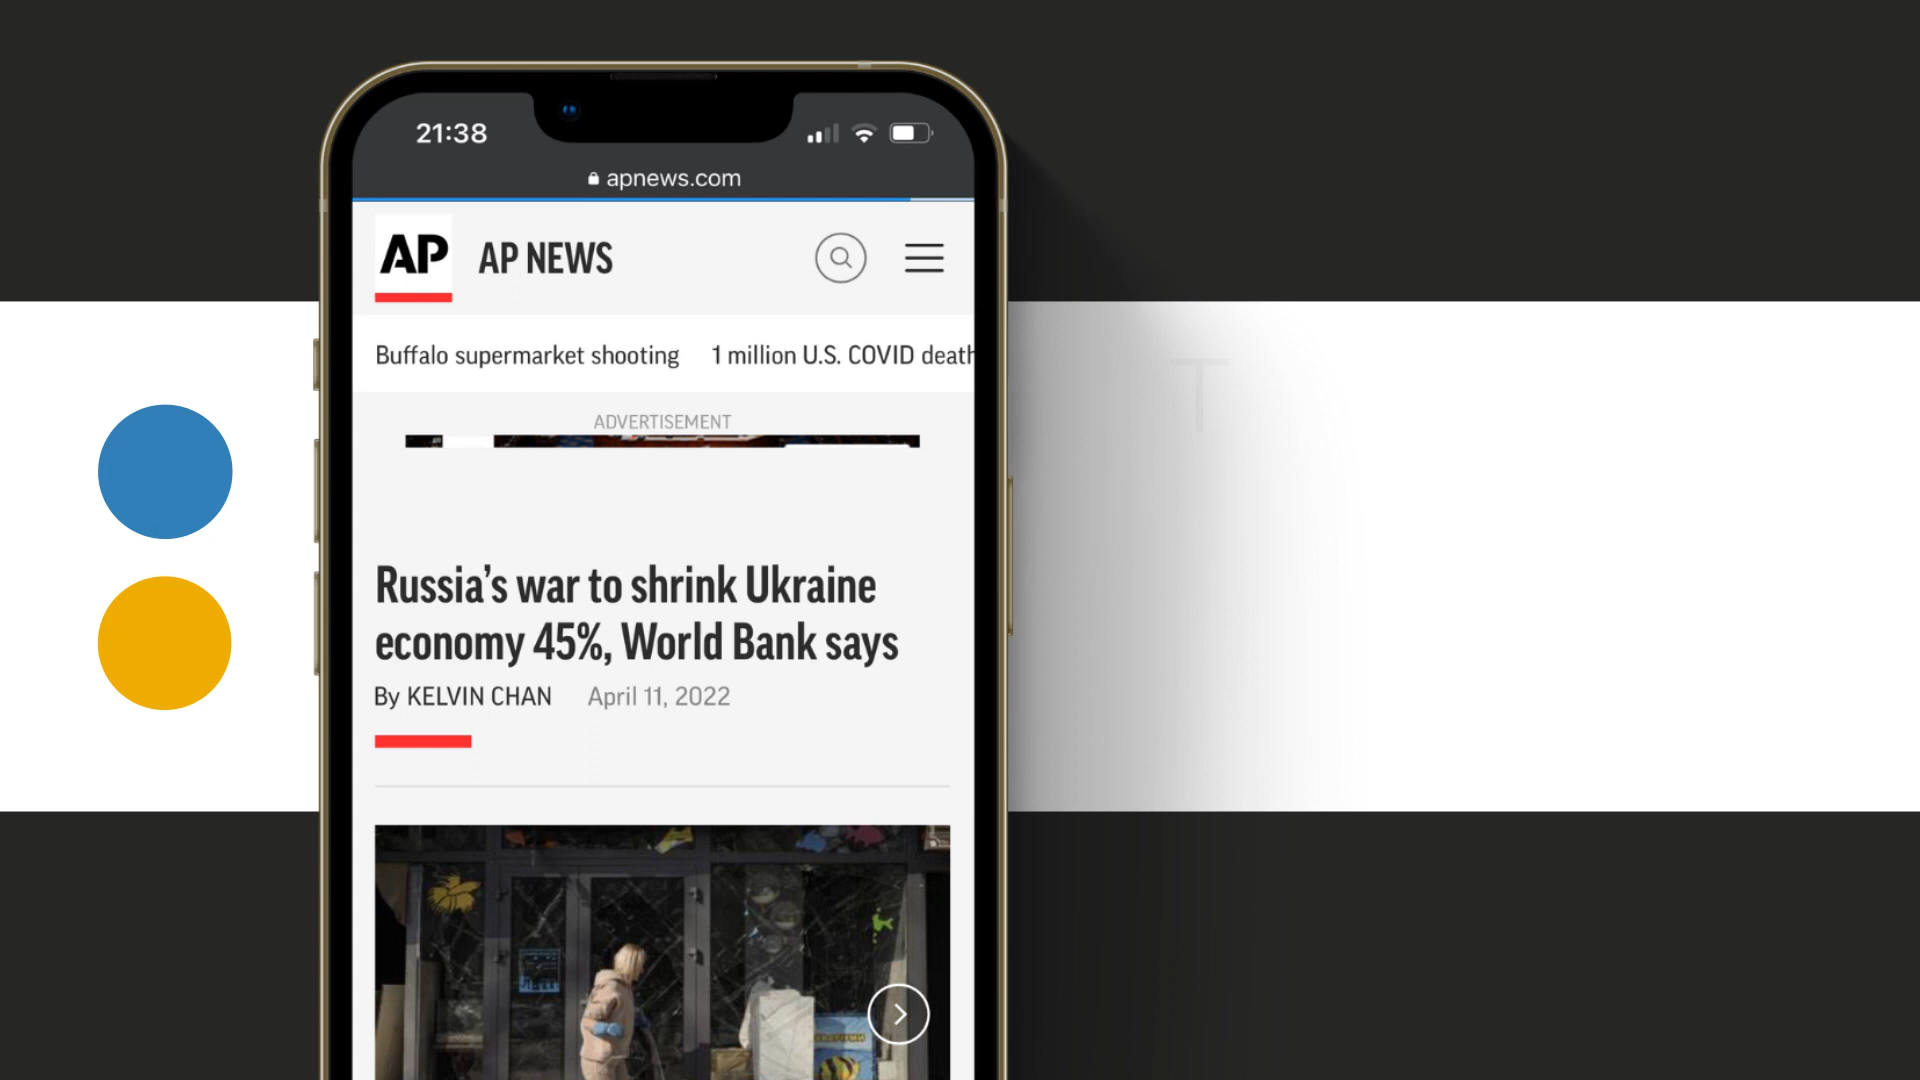 21:38
apnews.com
AP
AP NEWS
Buffalo supermarket shooting 1 million U.S. COVID death
ADVERTISEMENT
Russia's war to shrink Ukraine
economy 45%, World Bank says
By KELVIN CHAN April 11, 2022
T